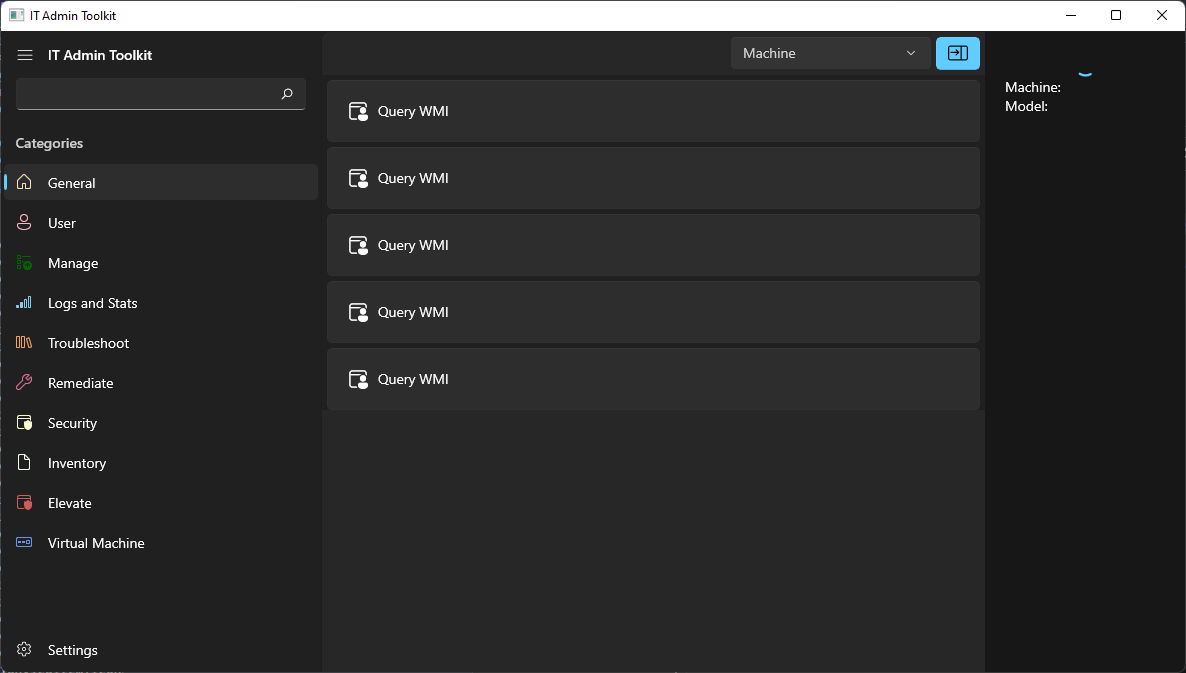 IT Admin Toolkit
IT Admin Toolkit
Categories
General
User
Manage
Logs and Stats
Troubleshoot
Remediate
Security
Inventory
Elevate
Virtual Machine
Settings
Machine
Query WMI
Query WMI
Query WMI
Query WMI
Query WMI
Machine:
Model: